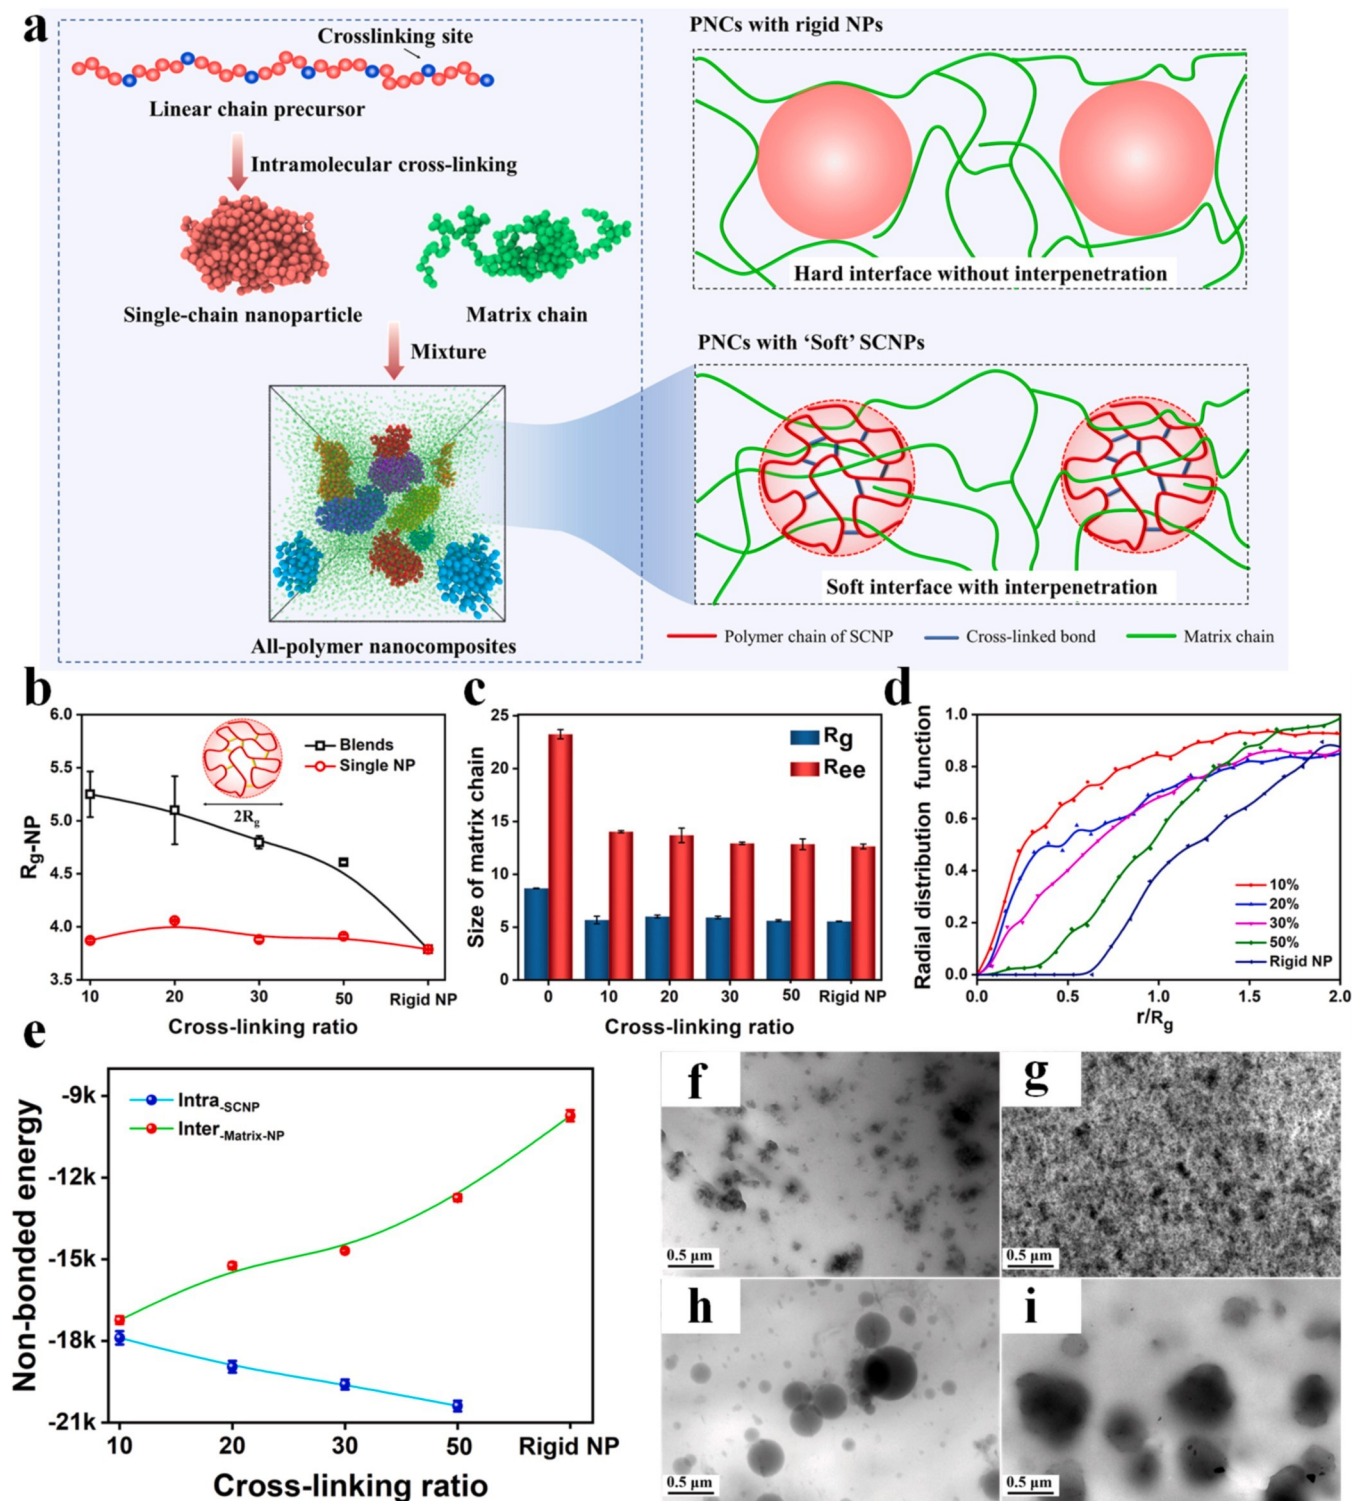 a
Crosslinking site
Linear chain precursor
Intramolecular cross-linking
Single-chain nanoparticle
Matrix chain
Mixture
All-polymer nanocomposites
PNCs with rigid NPs
Hard interface without interpenetration
PNCs with ‘Soft’ SCNPs
Soft interface with interpenetration
Polymer chain of SCNP
Cross-linked bond
Matrix chain
b
6.0
5.5
5.0
4.5
4.0
3.5
Rg-NP
Blends
Single NP
2Rg
10
20
30
50
Rigid NP
Cross-linking ratio
c
25
20
15
10
5
0
Size of matrix chain
Rg
Ree
0
10
20
30
50
Rigid NP
Cross-linking ratio
d
1.0
0.8
0.6
0.4
0.2
0.0
Radial distribution function
10%
20%
30%
50%
Rigid NP
0.0
0.5
1.0
1.5
2.0
r/Rg
e
-9k
-12k
-15k
-18k
-21k
Non-bonded energy
Intra-SCNP
Inter-Matrix-NP
10
20
30
50
Rigid NP
Cross-linking ratio
f
0.5 μm
g
0.5 μm
h
0.5 μm
i
0.5 μm